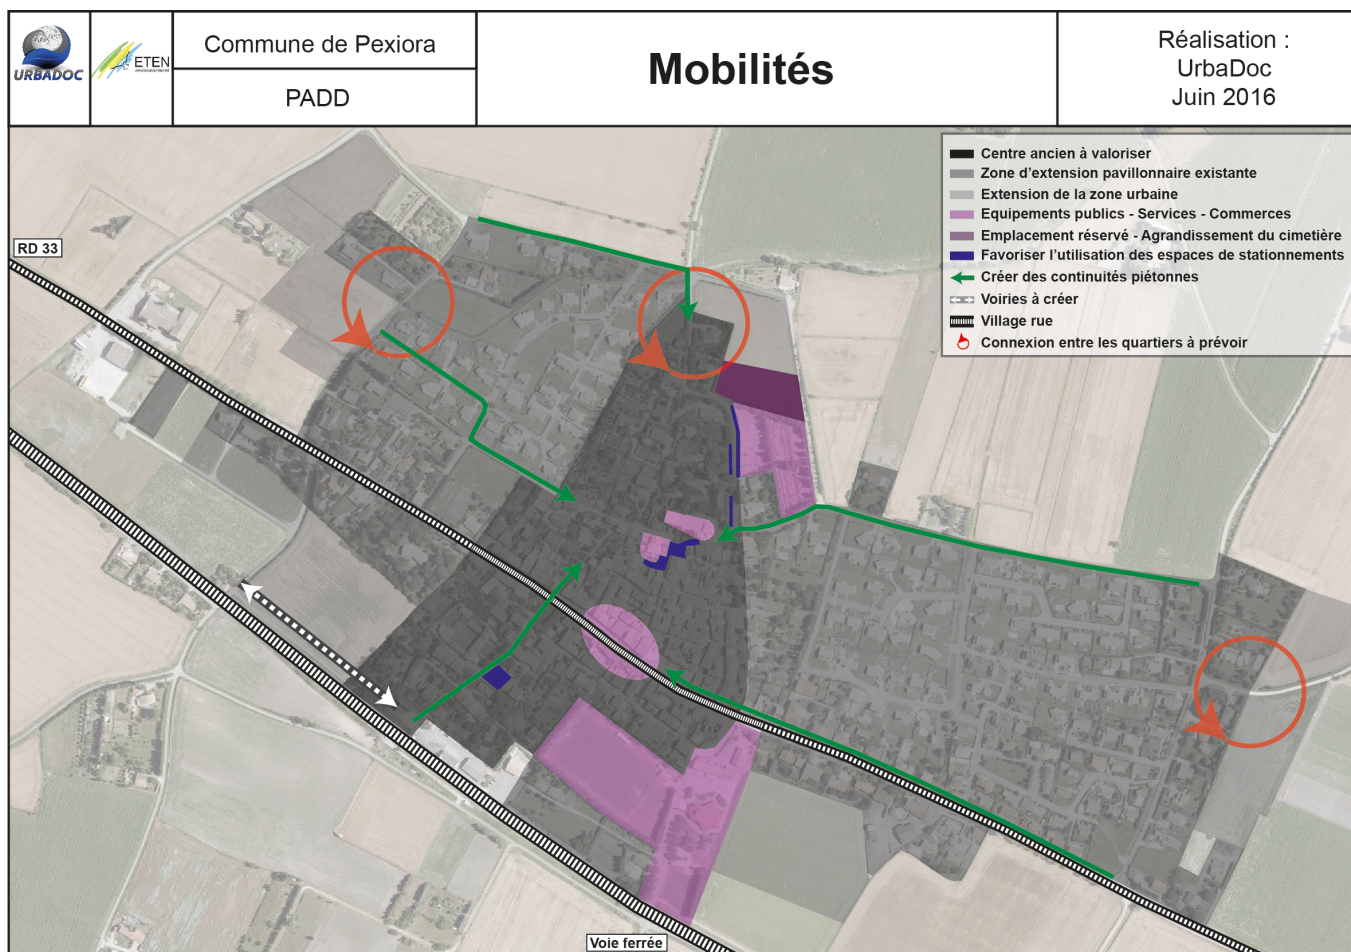 URBADOC
ETEN
Commune de Pexiora
PADD
Mobilités
Réalisation :
UrbaDoc
Juin 2016
Centre ancien à valoriser
Zone d'extension pavillonnaire existante
Extension de la zone urbaine
Equipements publics - Services - Commerces
Emplacement réservé - Agrandissement du cimetière
Favoriser l'utilisation des espaces de stationnements
Créer des continuités piétonnes
Voiries à créer
Village rue
Connexion entre les quartiers à prévoir
RD 33
Voie ferrée